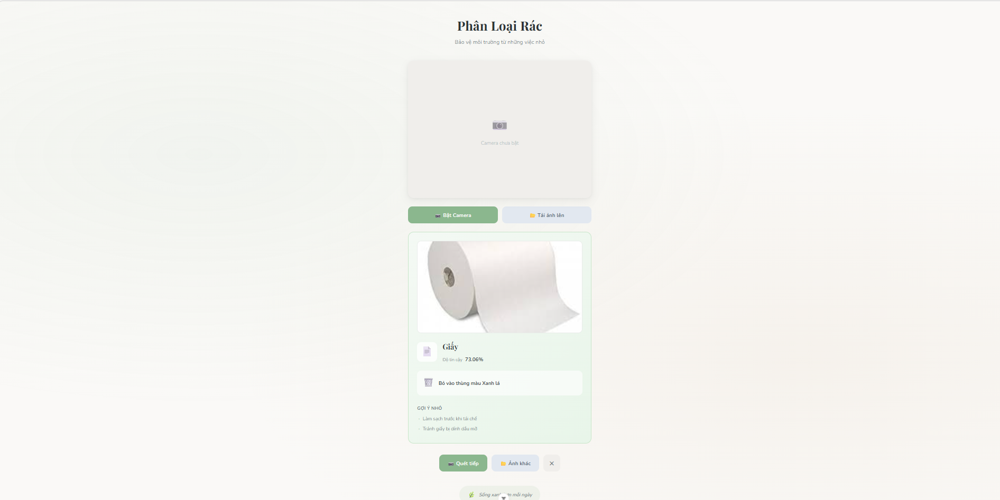 Phân Loại Rác
Bảo vệ môi trường từ những việc nhỏ
Camera chưa bật
Bật Camera
Tải ảnh lên
Giấy
Độ tin cậy 73.06%
Bỏ vào thùng màu Xanh lá
GỢI Ý NHỎ
· Làm sạch trước khi tái chế
· Tránh giấy bị dính dầu mỡ
Quét tiếp
Ảnh khác
×
Sống xanh mỗi ngày